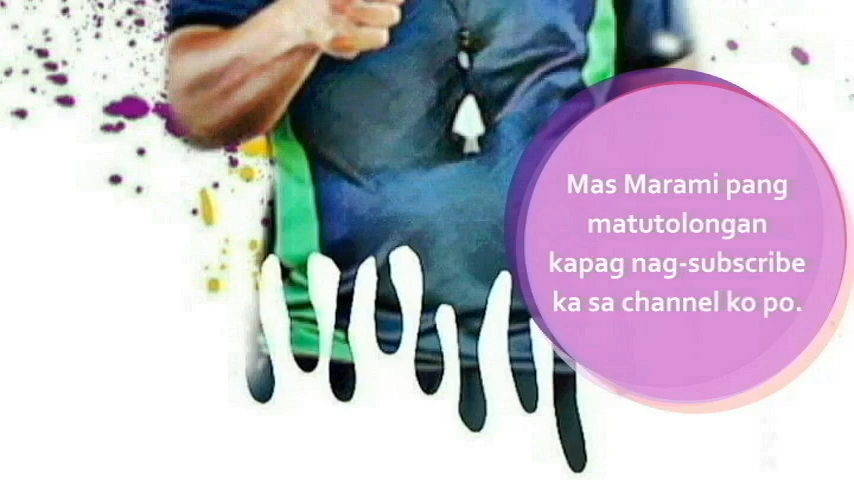 Mas Marami pang
matutolongan
kapag nag-subscribe
ka sa channel ko po.